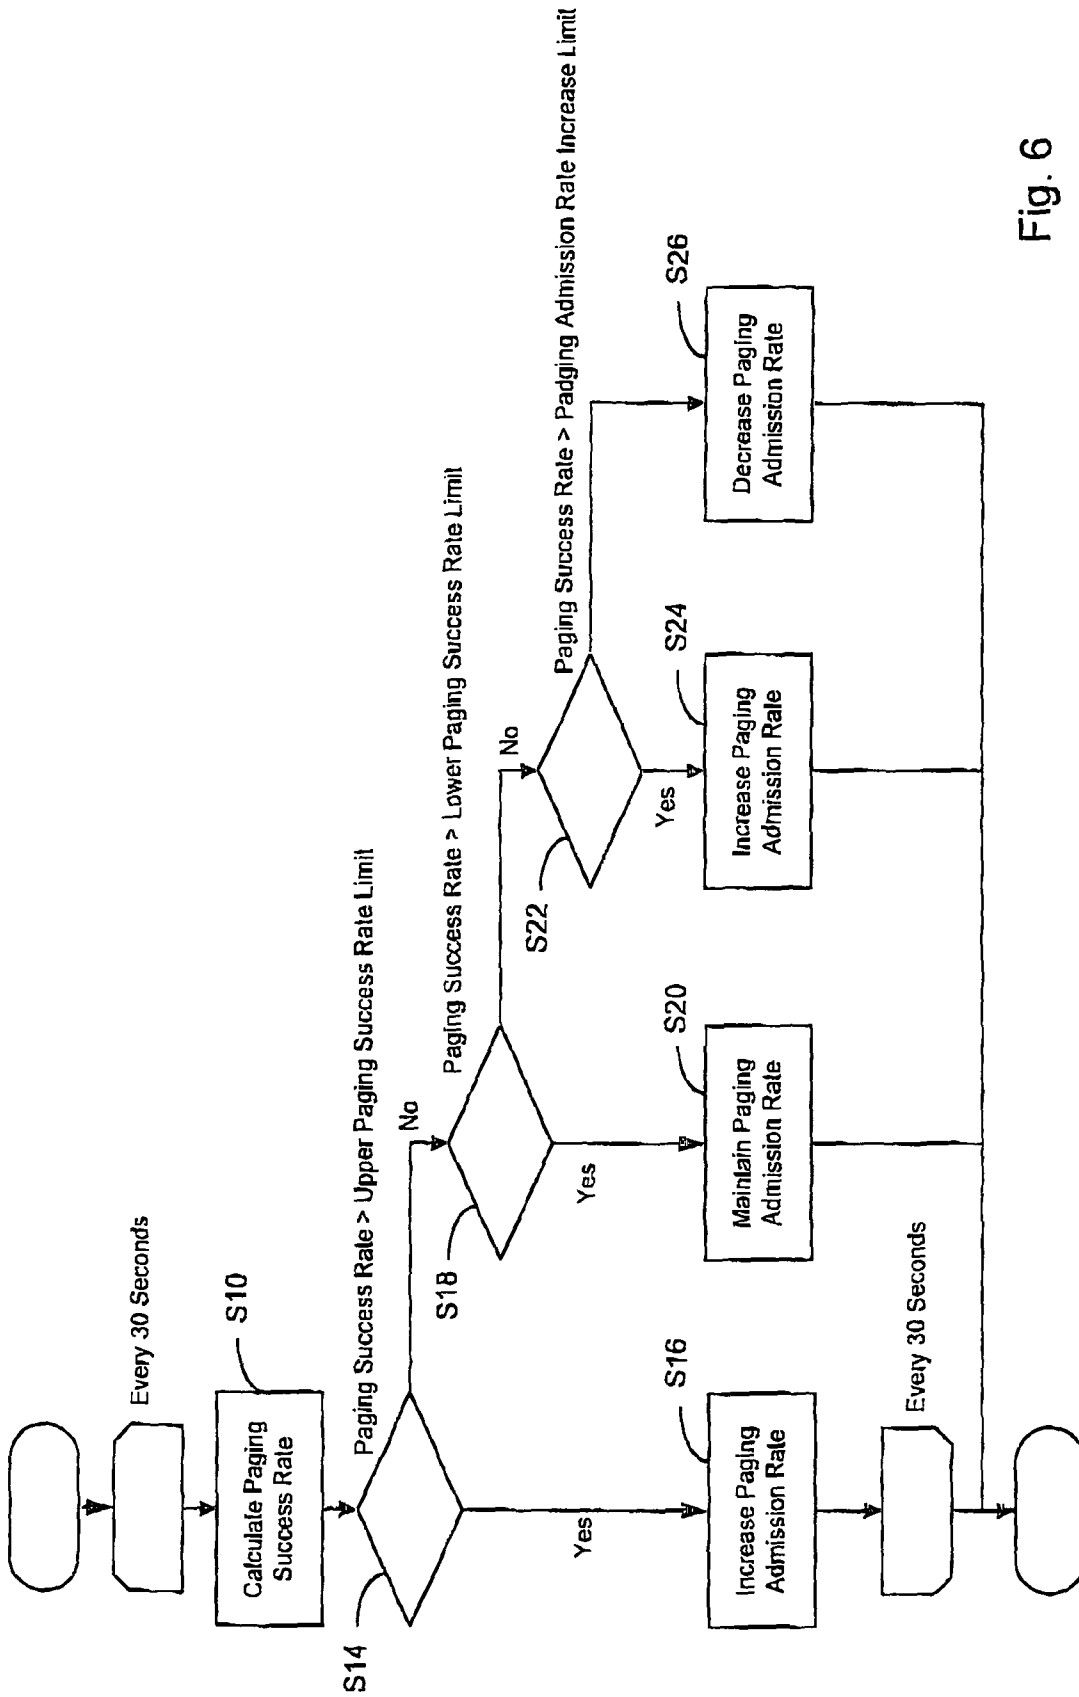 Every 30 Seconds
S10
Calculate Paging
Success Rate
Paging Success Rate > Upper Paging Success Rate Limit
S14
No
Yes
Paging Success Rate > Lower Paging Success Rate Limit
S18
No
Yes
Paging Success Rate > Padging Admission Rate Increase Limit
S22
Yes
S16
Increase Paging
Admission Rate
S20
Maintain Paging
Admission Rate
S24
Increase Paging
Admission Rate
S26
Decrease Paging
Admission Rate
Every 30 Seconds
Fig. 6